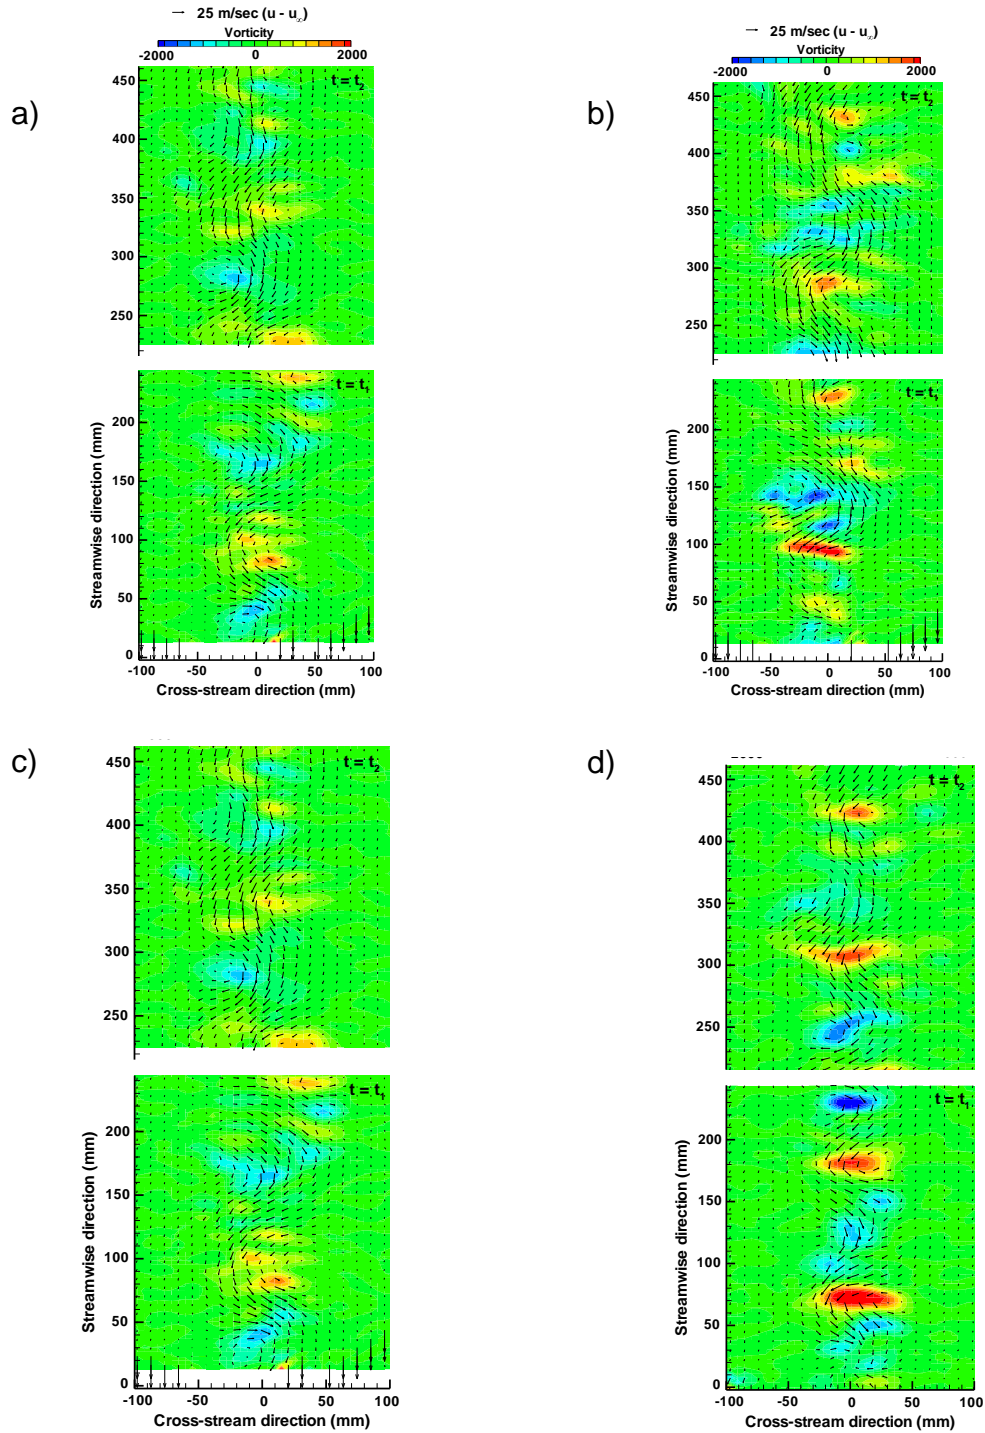 25 m/sec (u - u∞)
Vorticity
-2000 0 2000
a)
t = t2
450
400
350
300
250
t = t1
200
150
100
50
0
Streamwise direction (mm)
-100 -50 0 50 100
Cross-stream direction (mm)
25 m/sec (u - u∞)
Vorticity
-2000 0 2000
b)
t = t2
450
400
350
300
250
t = t1
200
150
100
50
0
Streamwise direction (mm)
-100 -50 0 50 100
Cross-stream direction (mm)
c)
t = t2
450
400
350
300
250
t = t1
200
150
100
50
0
Streamwise direction (mm)
-100 -50 0 50 100
Cross-stream direction (mm)
d)
t = t2
450
400
350
300
250
t = t1
200
150
100
50
0
Streamwise direction (mm)
-100 -50 0 50 100
Cross-stream direction (mm)